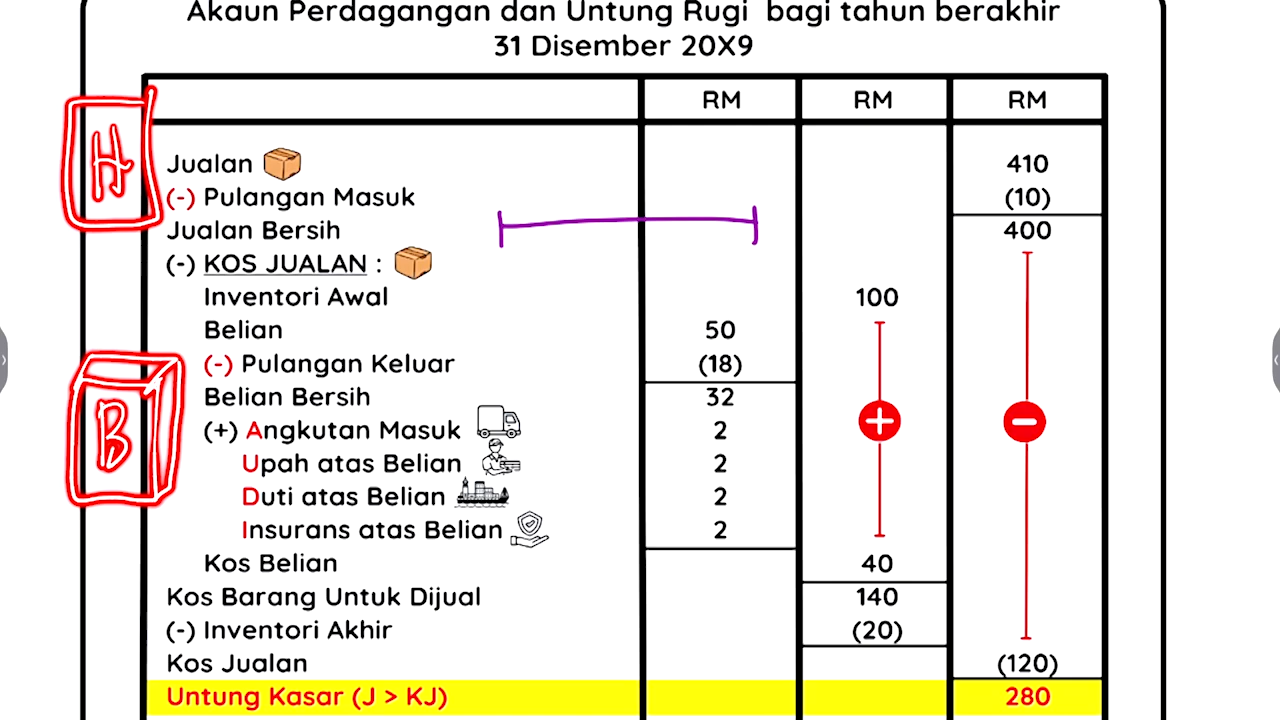 Akaun Perdagangan dan Untung Rugi bagi tahun berakhir
31 Disember 20X9
RM RM RM
H
Jualan 410
(-) Pulangan Masuk (10)
Jualan Bersih 400
(-) KOS JUALAN :
Inventori Awal 100
Belian 50
(-) Pulangan Keluar (18)
B
Belian Bersih 32
(+) Angkutan Masuk 2
Upah atas Belian 2
Duti atas Belian 2
Insurans atas Belian 2
Kos Belian 40
Kos Barang Untuk Dijual 140
(-) Inventori Akhir (20)
Kos Jualan (120)
Untung Kasar (J > KJ) 280